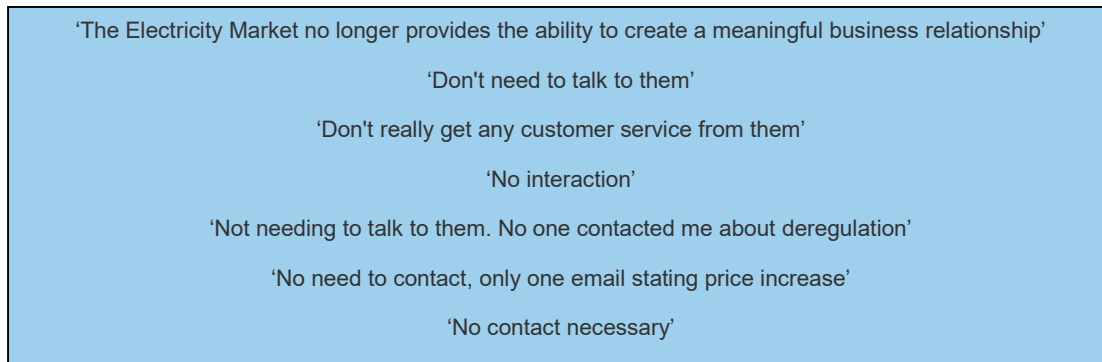 ‘The Electricity Market no longer provides the ability to create a meaningful business relationship’
‘Don't need to talk to them’
‘Don't really get any customer service from them’
‘No interaction’
‘Not needing to talk to them. No one contacted me about deregulation’
‘No need to contact, only one email stating price increase’
‘No contact necessary’